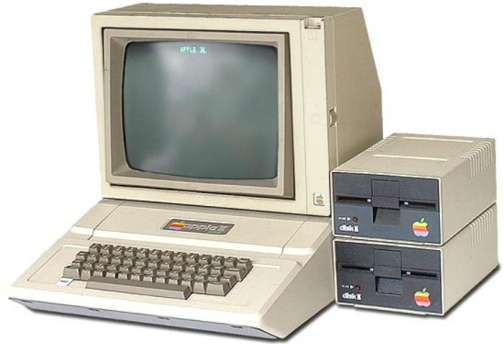 APPLE ][
apple ][
disk II
disk II